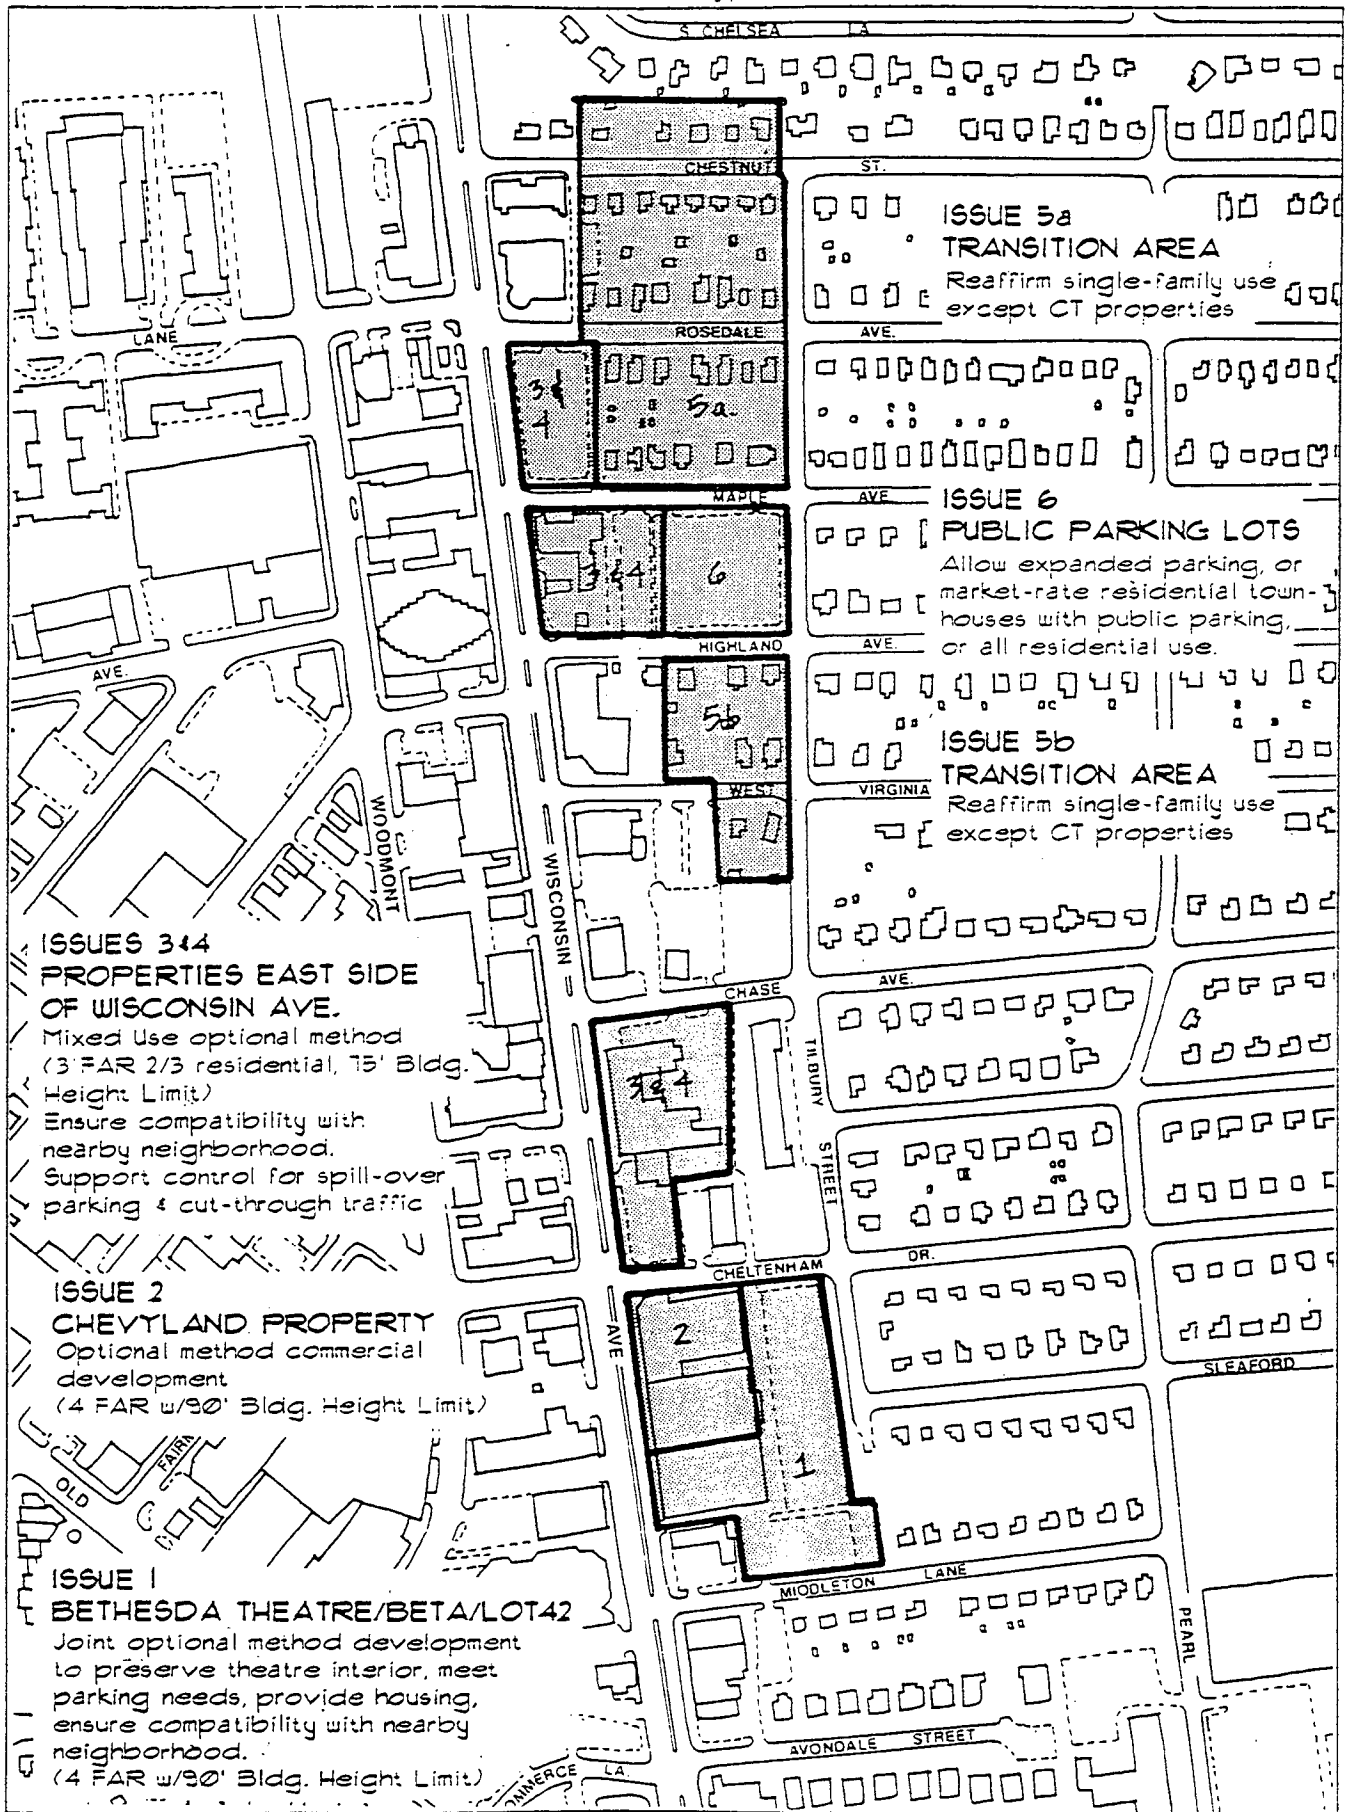 S. CHELSEA LA.
CHESTNUT ST.
ISSUE 5a
TRANSITION AREA
Reaffirm single-family use
except CT properties
LANE
ROSEDALE AVE.
3&
4
5a.
MAPLE AVE.
ISSUE 6
PUBLIC PARKING LOTS
Allow expanded parking, or
market-rate residential town-
houses with public parking,
or all residential use.
3&4
6
HIGHLAND AVE.
AVE.
5b
ISSUE 5b
TRANSITION AREA
Reaffirm single-family use
except CT properties
WEST VIRGINIA
WOODMONT
WISCONSIN
ISSUES 3&4
PROPERTIES EAST SIDE
OF WISCONSIN AVE.
Mixed Use optional method
(3 FAR 2/3 residential, 75' Bldg.
Height Limit)
Ensure compatibility with
nearby neighborhood.
Support control for spill-over
parking & cut-through traffic
CHASE AVE.
3&4
TILBURY
STREET
CHELTENHAM DR.
ISSUE 2
CHEVYLAND PROPERTY
Optional method commercial
development
(4 FAR w/90' Bldg. Height Limit)
AVE
2
SLEAFORD
1
OLD
ISSUE 1
BETHESDA THEATRE/BETA/LOT42
Joint optional method development
to preserve theatre interior, meet
parking needs, provide housing,
ensure compatibility with nearby
neighborhood.
(4 FAR w/90' Bldg. Height Limit)
MIDDLETON LANE
PEARL
AVONDALE STREET
OMMERCE LA.